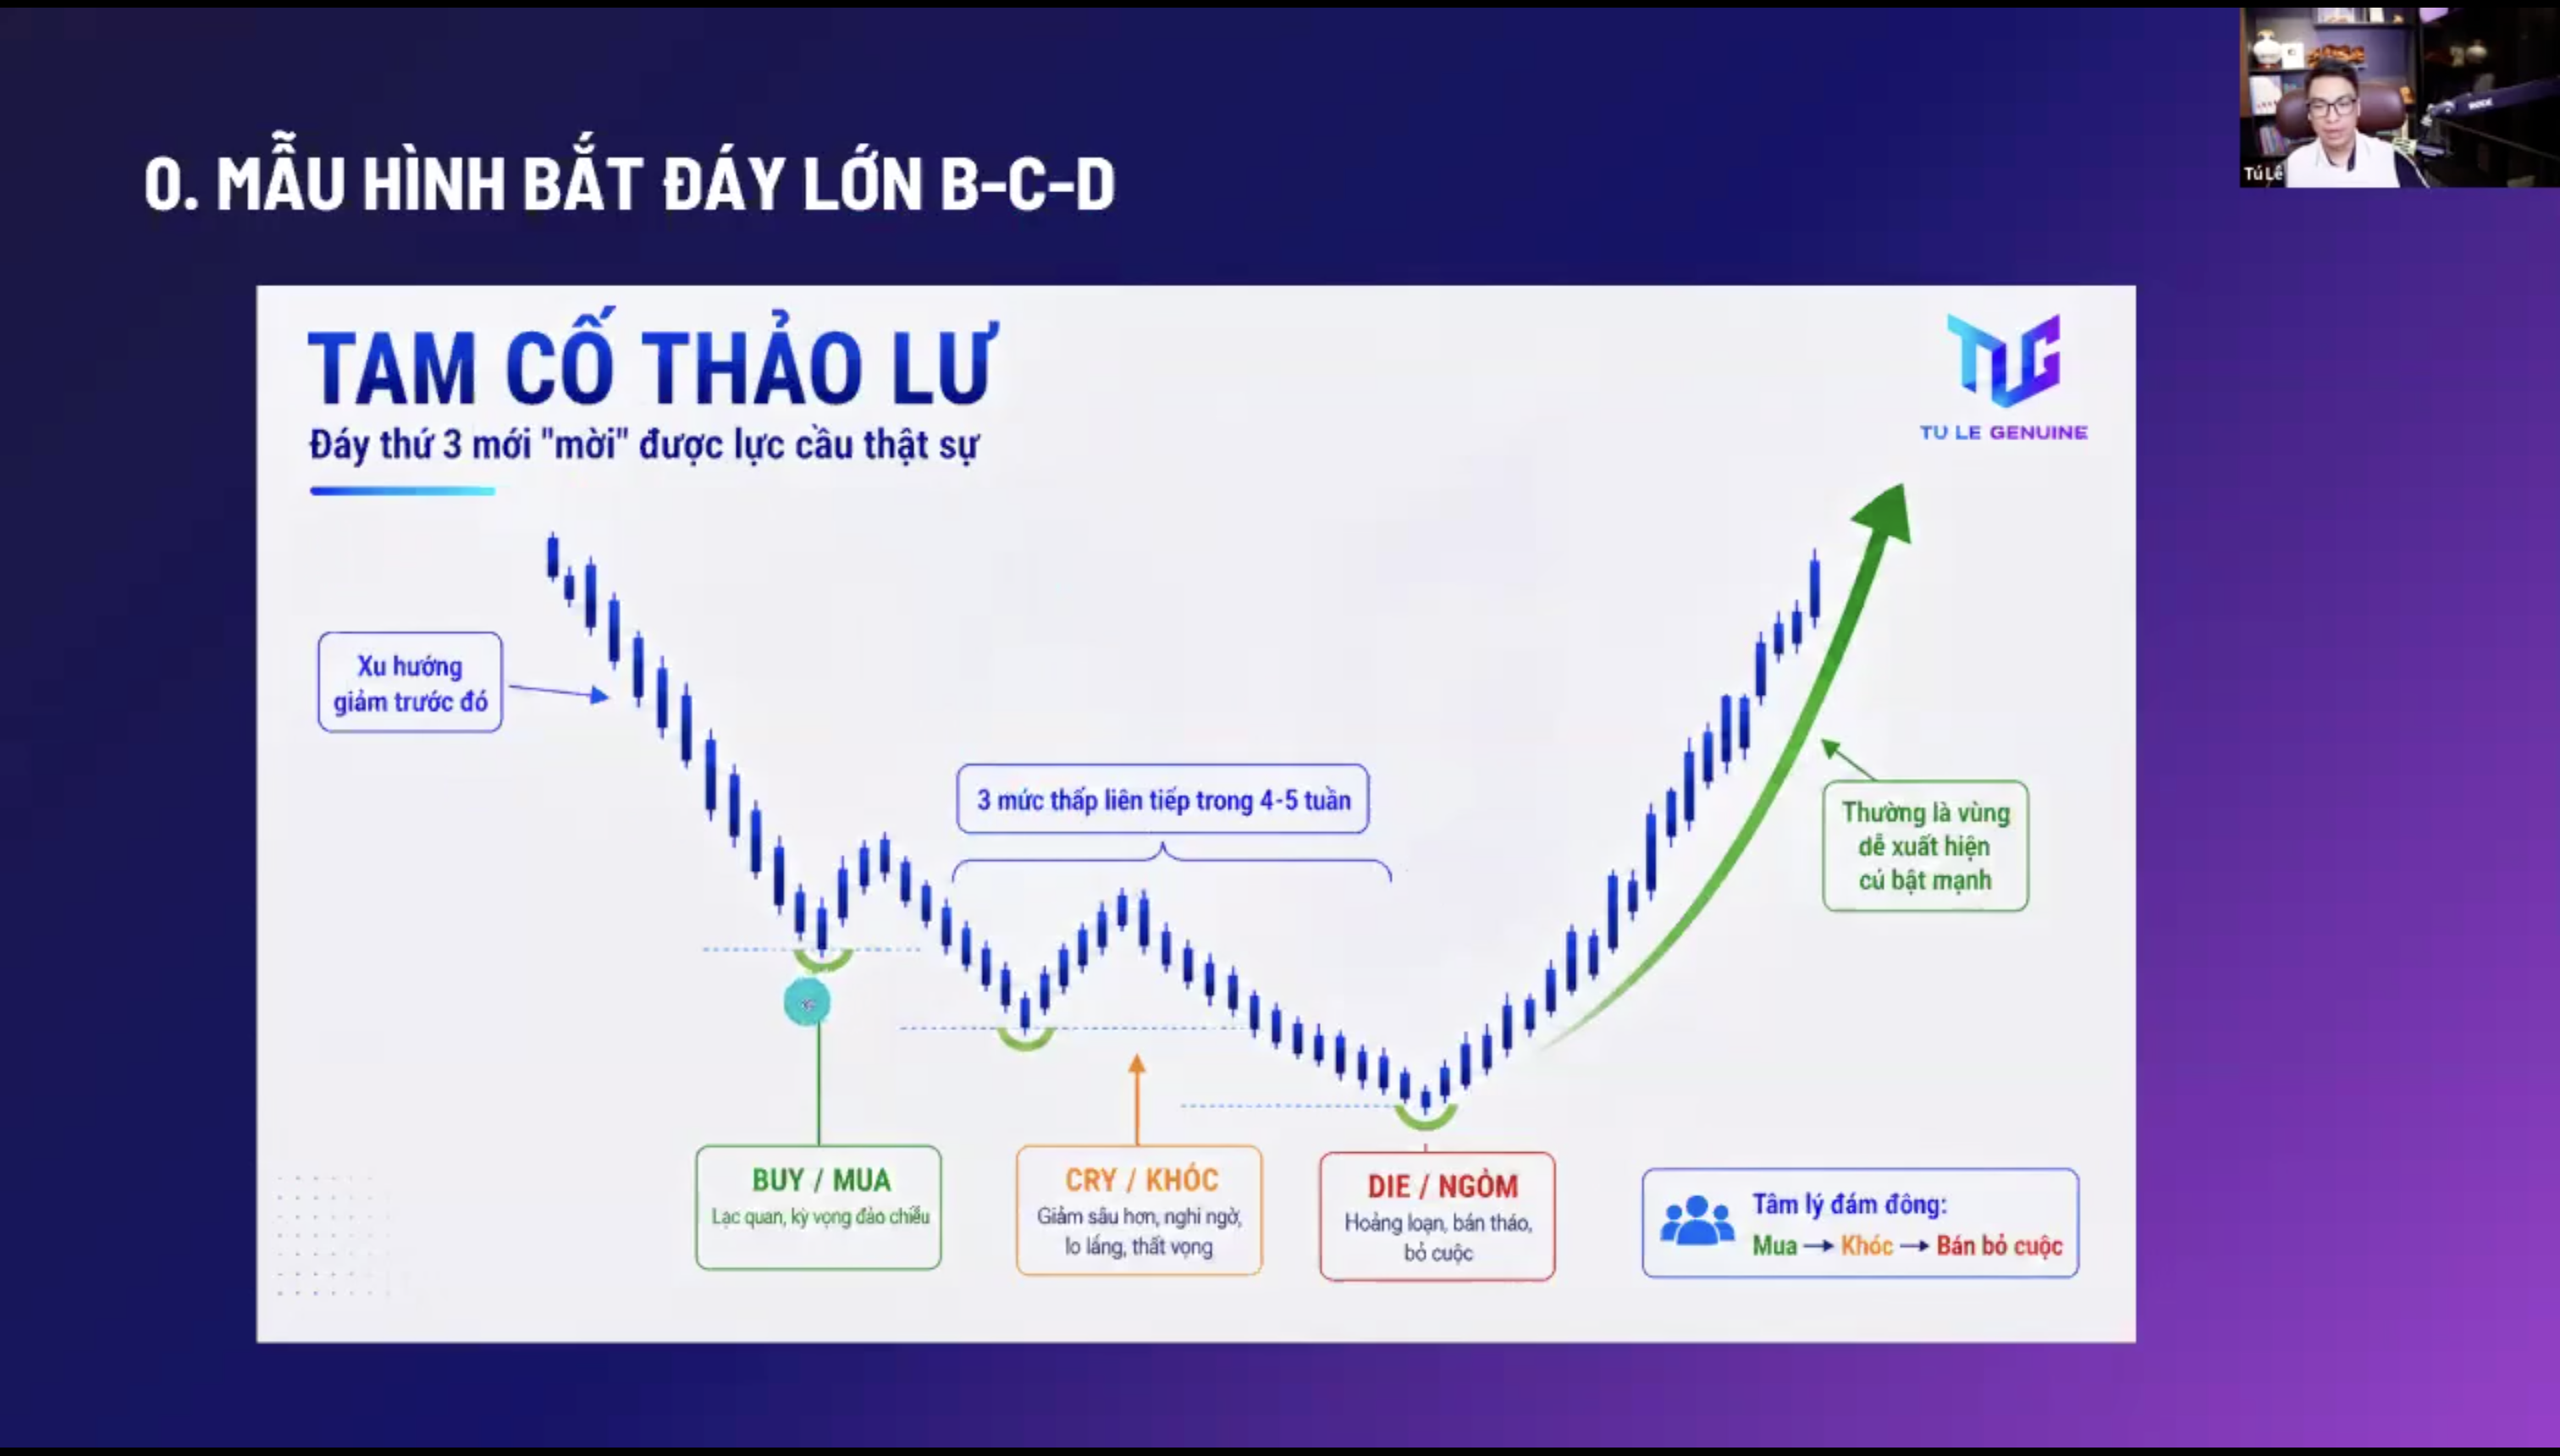 Tú Lê
0. MẪU HÌNH BẮT ĐÁY LỚN B-C-D
TAM CỐ THẢO LƯ
Đáy thứ 3 mới "mời" được lực cầu thật sự
TU LE GENUINE
Xu hướng
giảm trước đó
3 mức thấp liên tiếp trong 4-5 tuần
Thường là vùng
dễ xuất hiện
cú bật mạnh
BUY / MUA
Lạc quan, kỳ vọng đảo chiều
CRY / KHÓC
Giảm sâu hơn, nghi ngờ,
lo lắng, thất vọng
DIE / NGỎM
Hoảng loạn, bán tháo,
bỏ cuộc
Tâm lý đám đông:
Mua → Khóc → Bán bỏ cuộc